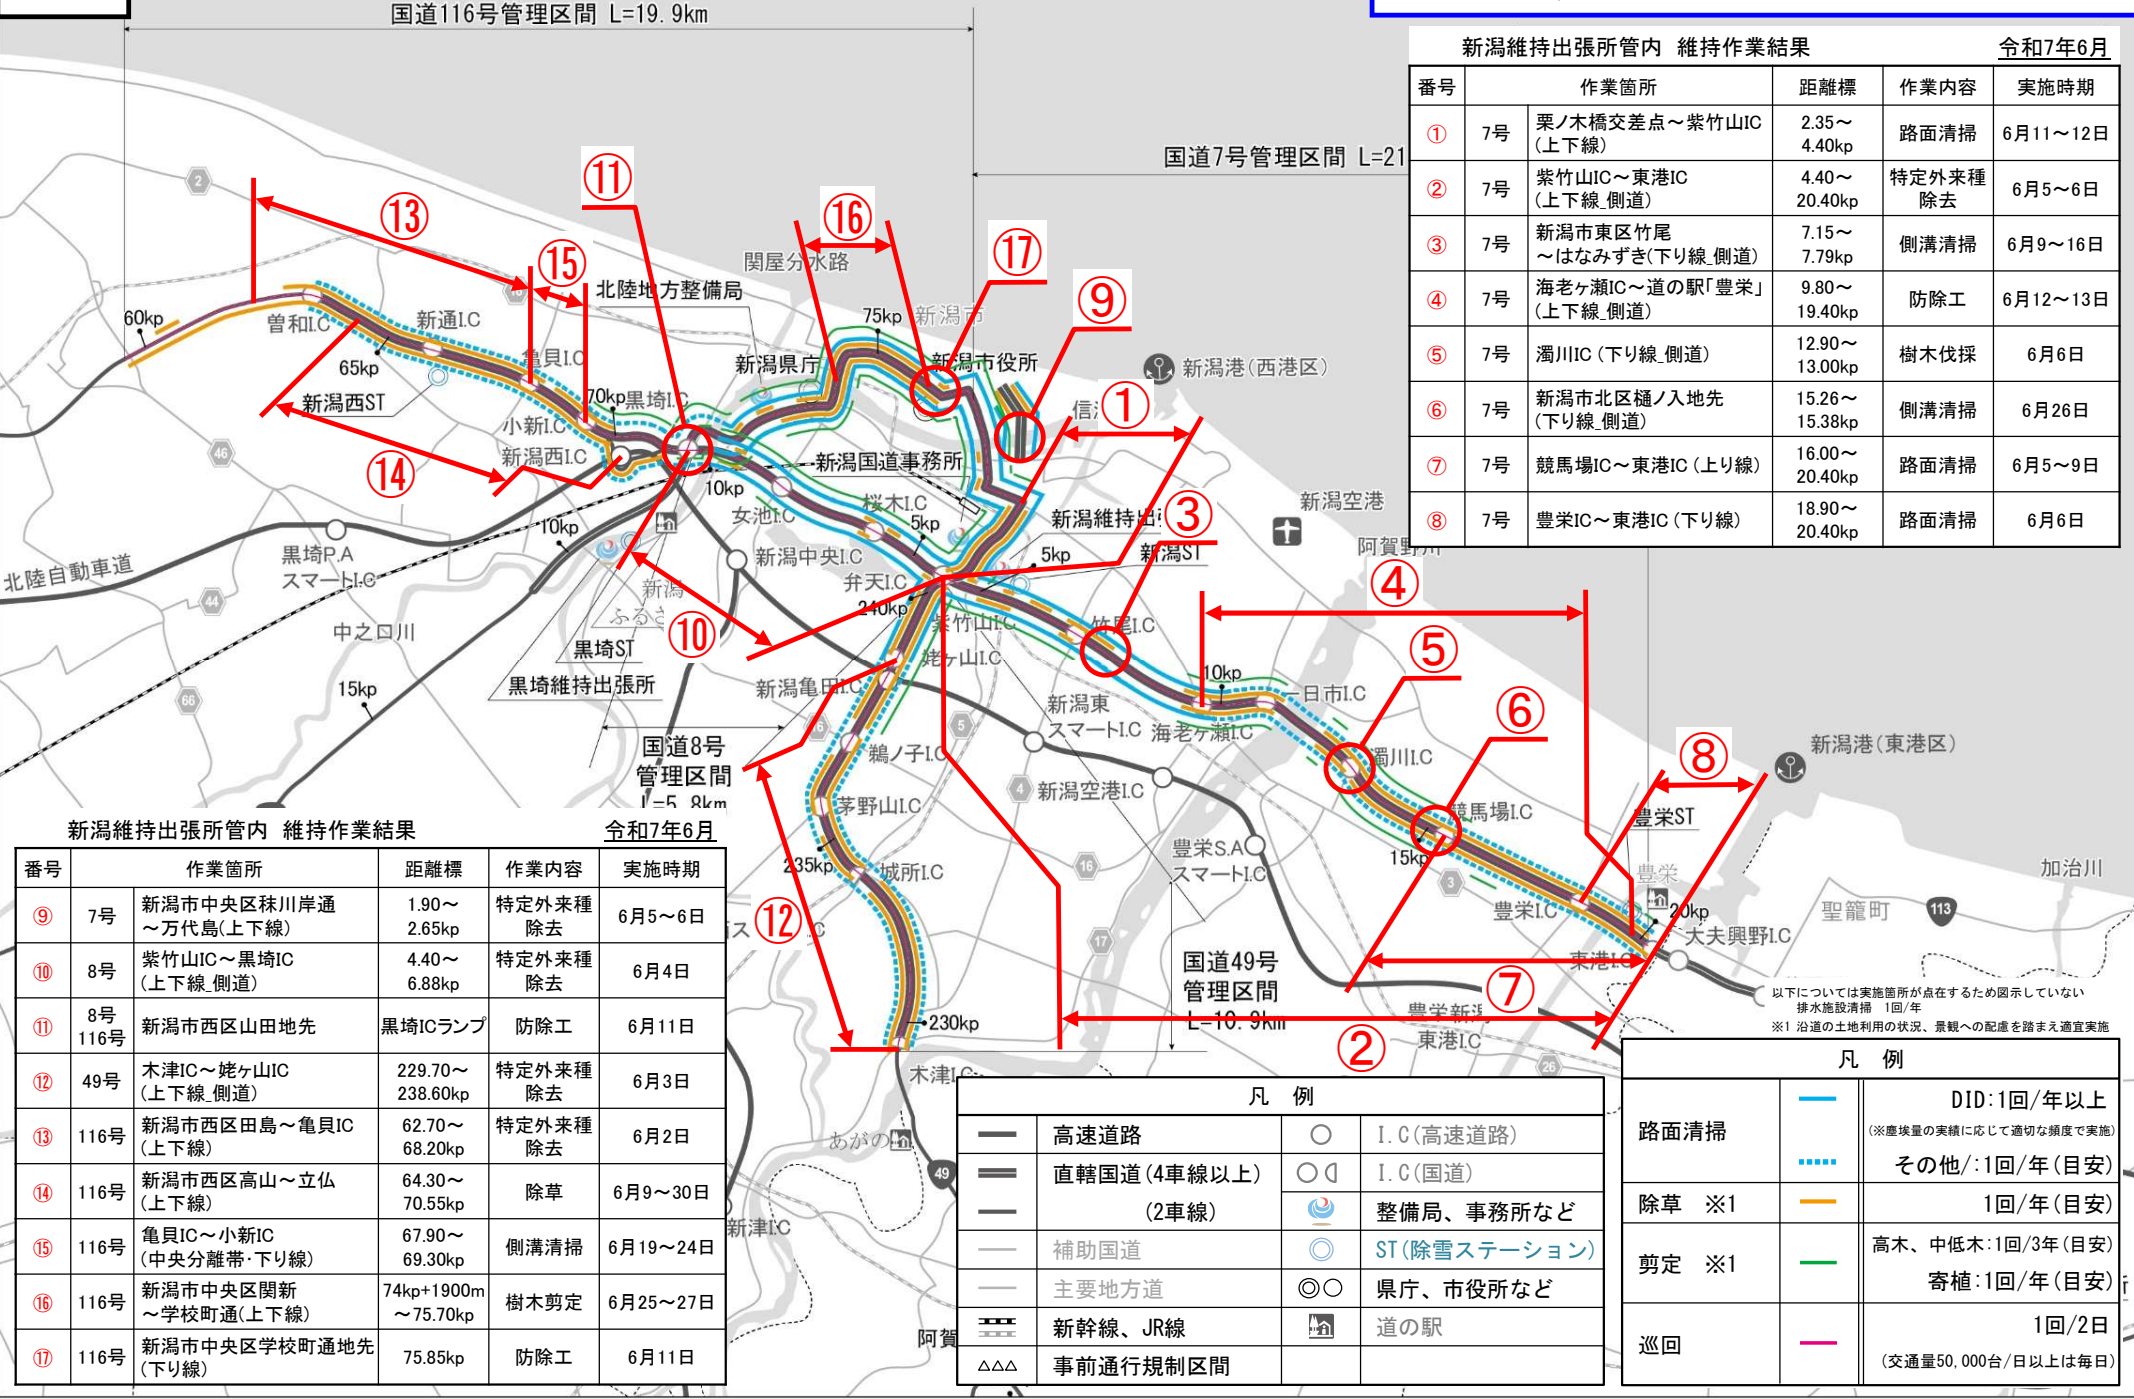 国道116号管理区間 L=19.9km
国道7号管理区間 L=21
新潟維持出張所管内 維持作業結果 令和7年6月
番号 作業箇所 距離標 作業内容 実施時期
① 7号 栗ノ木橋交差点～紫竹山IC (上下線) 2.35～4.40kp 路面清掃 6月11～12日
② 7号 紫竹山IC～東港IC (上下線_側道) 4.40～20.40kp 特定外来種除去 6月5～6日
③ 7号 新潟市東区竹尾～はなみずき(下り線_側道) 7.15～7.79kp 側溝清掃 6月9～16日
④ 7号 海老ヶ瀬IC～道の駅「豊栄」(上下線_側道) 9.80～19.40kp 防除工 6月12～13日
⑤ 7号 濁川IC (下り線_側道) 12.90～13.00kp 樹木伐採 6月6日
⑥ 7号 新潟市北区樋ノ入地先 (下り線_側道) 15.26～15.38kp 側溝清掃 6月26日
⑦ 7号 競馬場IC～東港IC (上り線) 16.00～20.40kp 路面清掃 6月5～9日
⑧ 7号 豊栄IC～東港IC (下り線) 18.90～20.40kp 路面清掃 6月6日
⑪
⑯
⑬
⑰
⑮
⑨
関屋分水路
北陸地方整備局
2
60kp
曽和I.C
新通I.C
75kp
新潟市
新潟県庁
新潟市役所
新潟港(西港区)
亀貝I.C
65kp
新潟西ST
70kp
黒埼I.C
①
小新I.C
新潟西I.C
46
⑭
新潟国道事務所
10kp
女池I.C
桜木I.C
5kp
新潟空港
新潟維持出
③
10kp
黒埼P.A
スマートI.C
北陸自動車道
新潟中央I.C
5kp
新潟ST
阿賀野川
弁天I.C
④
44
新潟
ふるさ
240kp
紫竹山I.C
竹尾I.C
中之口川
⑩
黒埼ST
黒埼維持出張所
姥ヶ山I.C
⑤
新潟亀田I.C
10kp
一日市I.C
15kp
66
新潟東
スマートI.C
海老ヶ瀬I.C
5
⑥
国道8号
管理区間
L=5.8km
鵜ノ子I.C
濁川I.C
⑧
新潟港(東港区)
新潟空港I.C
4
茅野山I.C
競馬場I.C
豊栄ST
235kp
城所I.C
豊栄S.A
スマートI.C
15kp
16
3
豊栄
加治川
⑫
豊栄I.C
20kp
聖籠町
113
17
大夫興野I.C
国道49号
管理区間
L=10.9km
東港I.C
⑦
230kp
豊栄新潟
東港I.C
②
26
木津I.C
あがの
49
新津I.C
阿賀
新潟維持出張所管内 維持作業結果 令和7年6月
番号 作業箇所 距離標 作業内容 実施時期
⑨ 7号 新潟市中央区秣川岸通～万代島(上下線) 1.90～2.65kp 特定外来種除去 6月5～6日
⑩ 8号 紫竹山IC～黒埼IC (上下線_側道) 4.40～6.88kp 特定外来種除去 6月4日
⑪ 8号 116号 新潟市西区山田地先 黒埼ICランプ 防除工 6月11日
⑫ 49号 木津IC～姥ヶ山IC (上下線_側道) 229.70～238.60kp 特定外来種除去 6月3日
⑬ 116号 新潟市西区田島～亀貝IC (上下線) 62.70～68.20kp 特定外来種除去 6月2日
⑭ 116号 新潟市西区高山～立仏 (上下線) 64.30～70.55kp 除草 6月9～30日
⑮ 116号 亀貝IC～小新IC (中央分離帯・下り線) 67.90～69.30kp 側溝清掃 6月19～24日
⑯ 116号 新潟市中央区関新～学校町通(上下線) 74kp+1900m～75.70kp 樹木剪定 6月25～27日
⑰ 116号 新潟市中央区学校町通地先 (下り線) 75.85kp 防除工 6月11日
以下については実施箇所が点在するため図示していない
排水施設清掃 1回/年
※1 沿道の土地利用の状況、景観への配慮を踏まえ適宜実施
凡 例
高速道路 I.C(高速道路)
直轄国道(4車線以上) I.C(国道)
(2車線) 整備局、事務所など
補助国道 ST(除雪ステーション)
主要地方道 県庁、市役所など
新幹線、JR線 道の駅
事前通行規制区間
凡 例
路面清掃 DID:1回/年以上
(※塵埃量の実績に応じて適切な頻度で実施)
その他/:1回/年(目安)
除草 ※1 1回/年(目安)
剪定 ※1 高木、中低木:1回/3年(目安)
寄植:1回/年(目安)
巡回 1回/2日
(交通量50,000台/日以上は毎日)